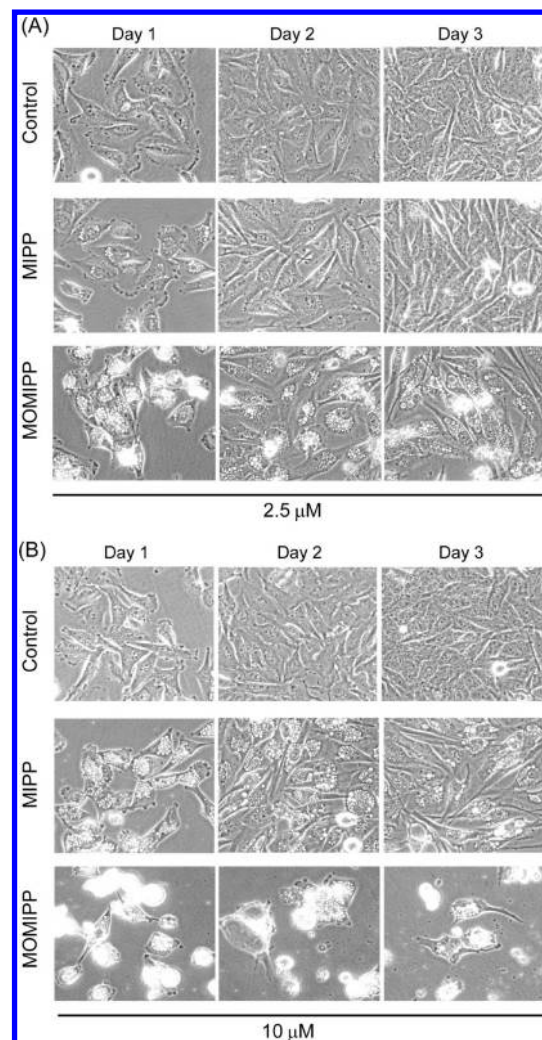 (A)
Day 1 Day 2 Day 3
Control
MIPP
MOMIPP
2.5 μM
(B)
Day 1 Day 2 Day 3
Control
MIPP
MOMIPP
10 μM